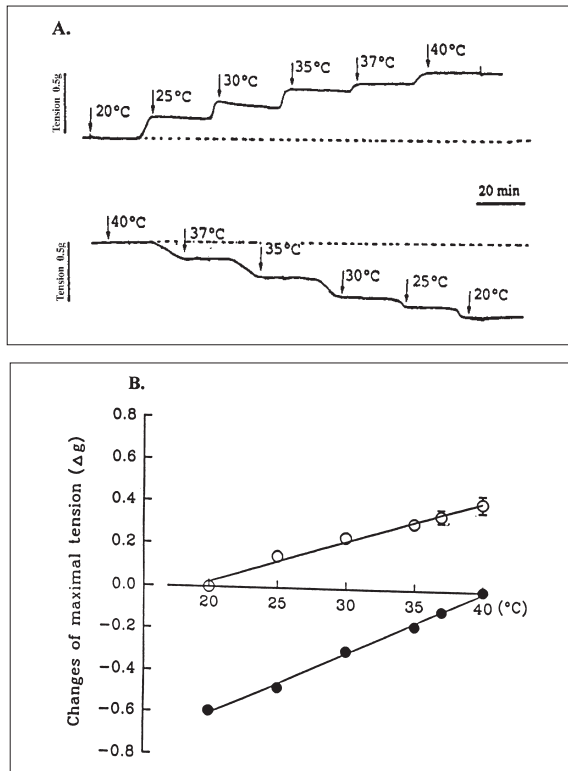 A.
40°C
37°C
35°C
30°C
25°C
20°C
Tension 0.5g
20 min
40°C
37°C
35°C
30°C
25°C
20°C
Tension 0.5g
B.
0.8
0.6
0.4
0.2
0.0
-0.2
-0.4
-0.6
-0.8
Changes of maximal tension (Δg)
20 25 30 35 40 (°C)